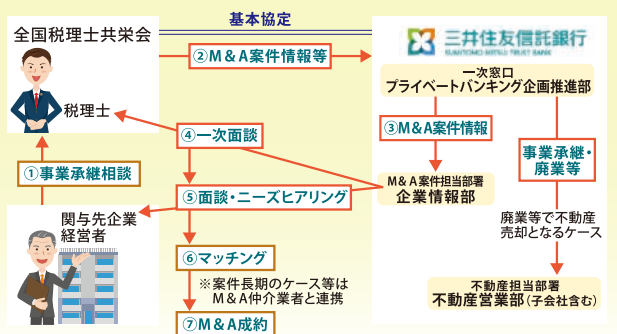 基本協定
全国税理士共栄会
税理士
②M&A案件情報等
三井住友信託銀行
SUMITOMO MITSUI TRUST BANK
一次窓口
プライベートバンキング企画推進部
③M&A案件情報
事業承継・
廃業等
④一次面談
①事業承継相談
M&A案件担当部署
企業情報部
⑤面談・ニーズヒアリング
関与先企業
経営者
廃業等で不動産
売却となるケース
⑥マッチング
※案件長期のケース等は
M&A仲介業者と連携
不動産担当部署
不動産営業部(子会社含む)
⑦M&A成約